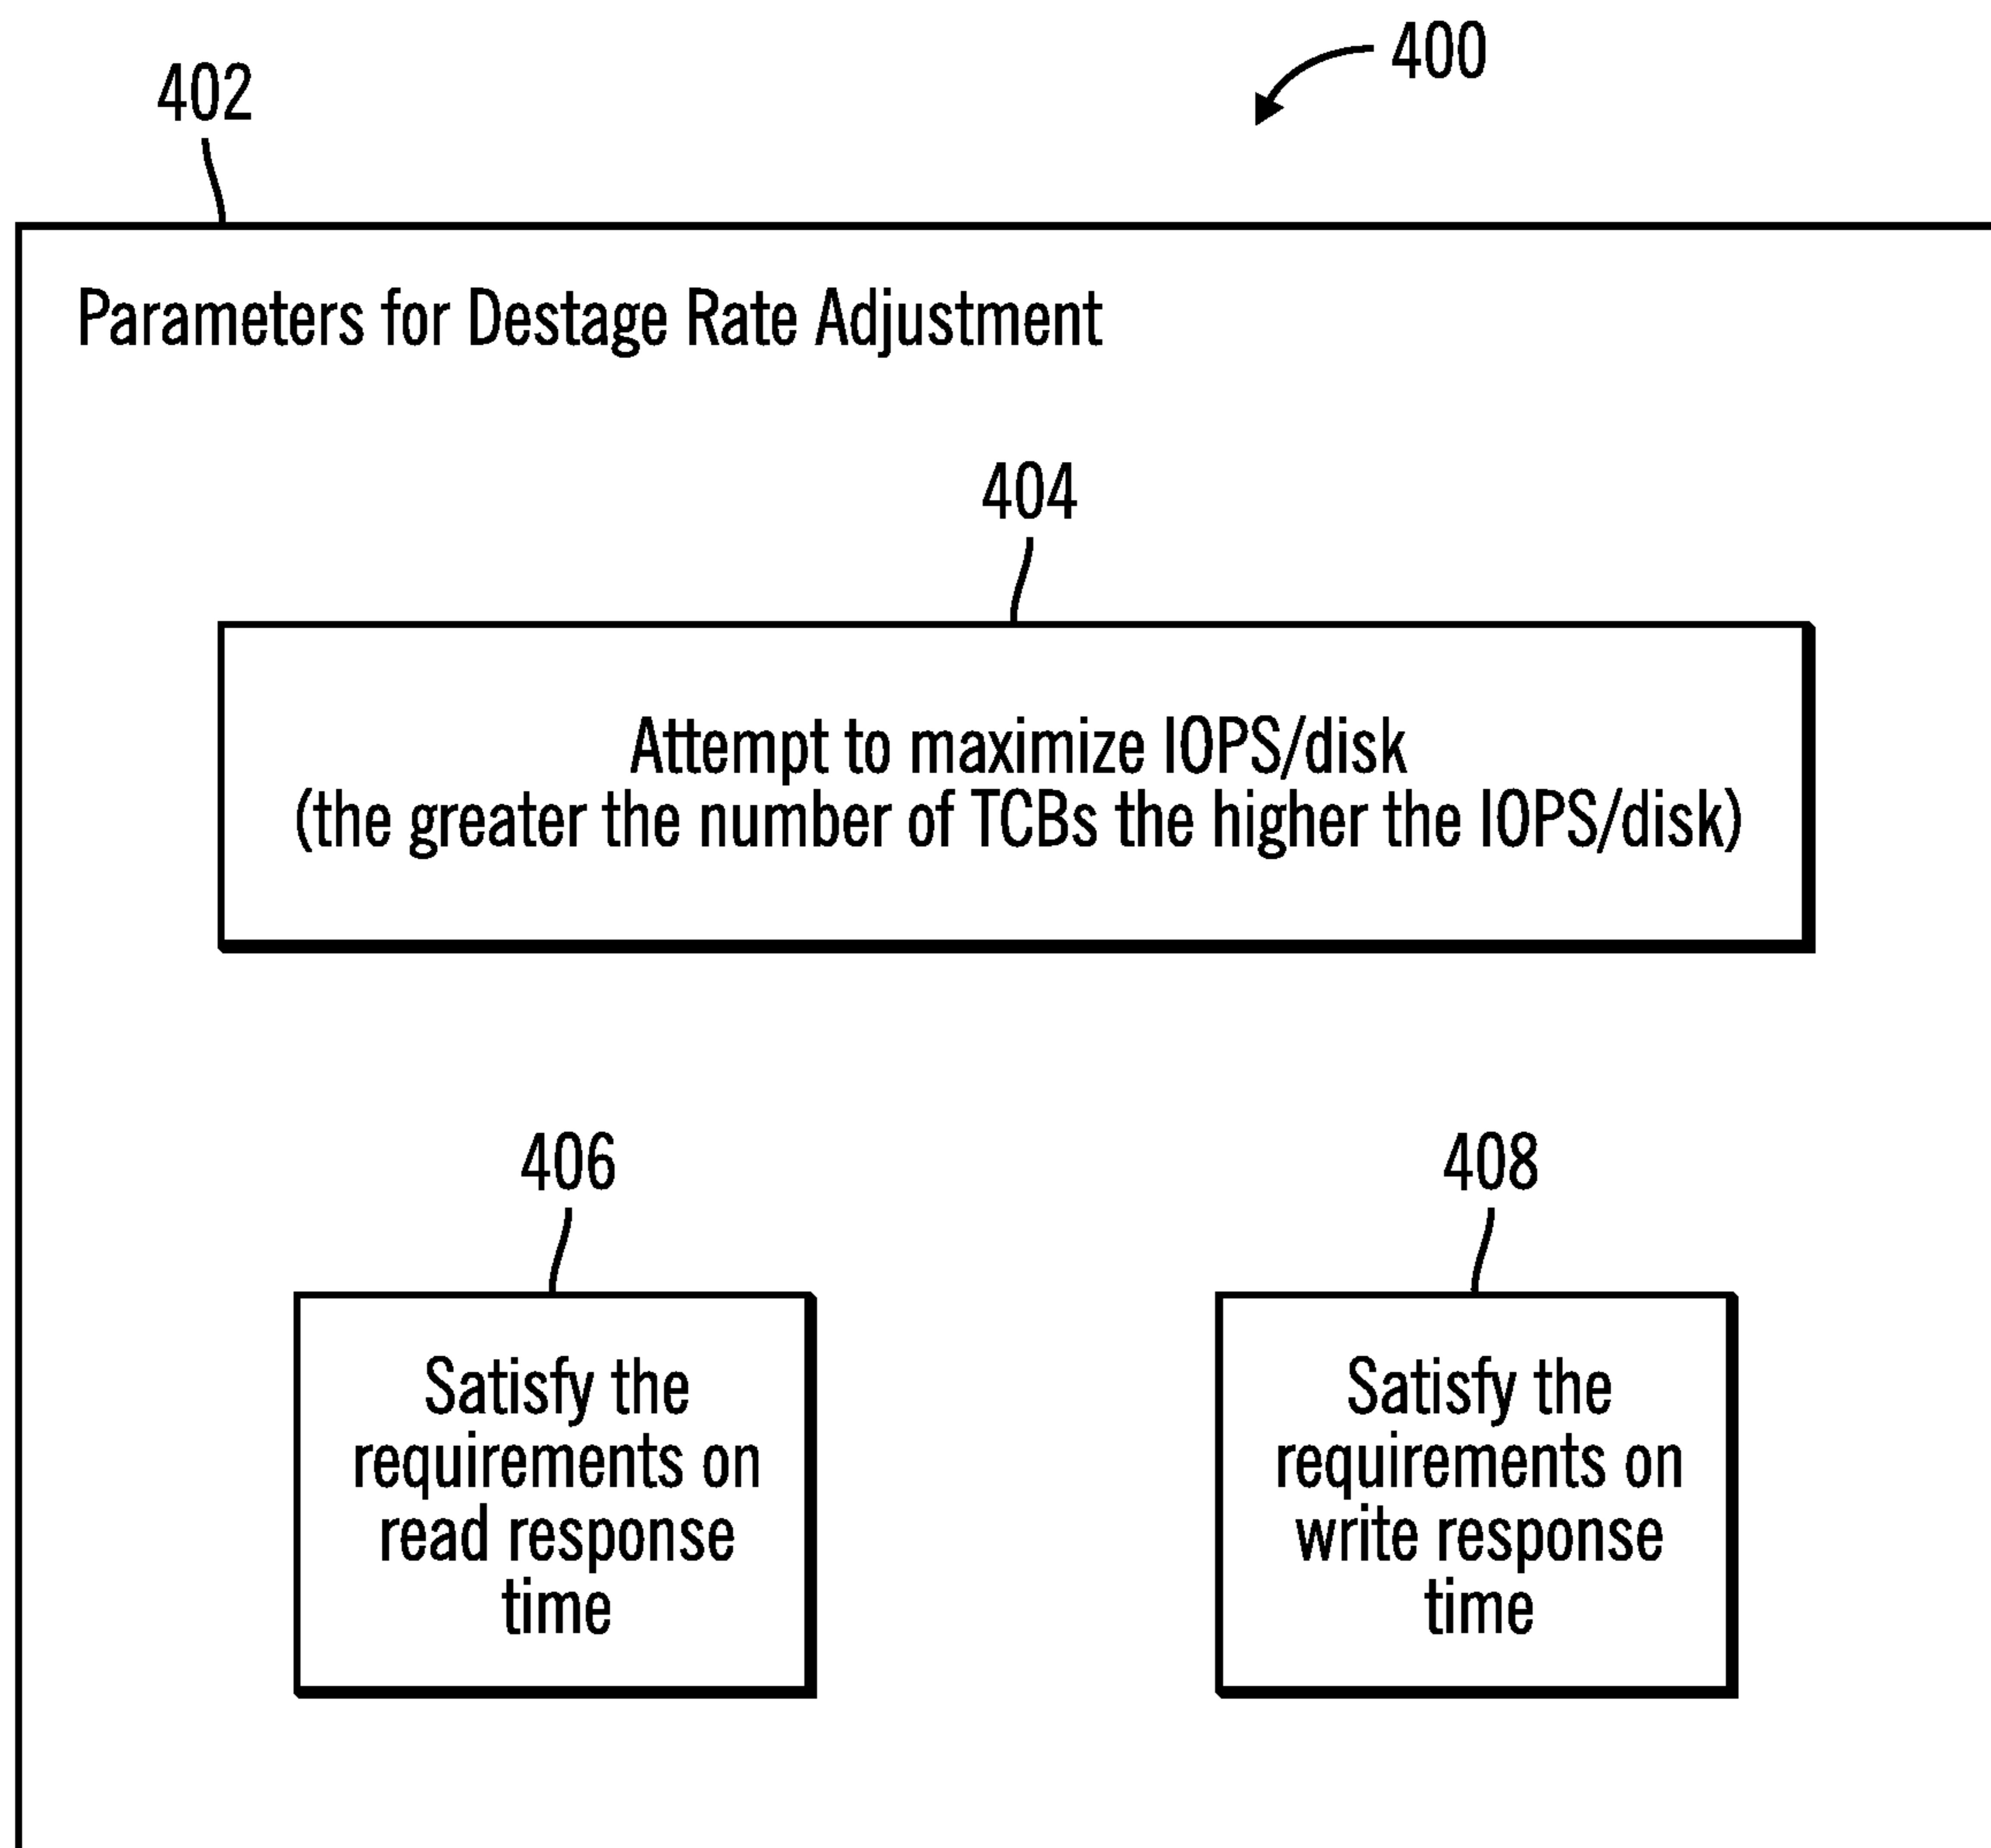 400
402
Parameters for Destage Rate Adjustment
404
Attempt to maximize IOPS/disk
(the greater the number of TCBs the higher the IOPS/disk)
406
408
Satisfy the
requirements on
read response
time
Satisfy the
requirements on
write response
time